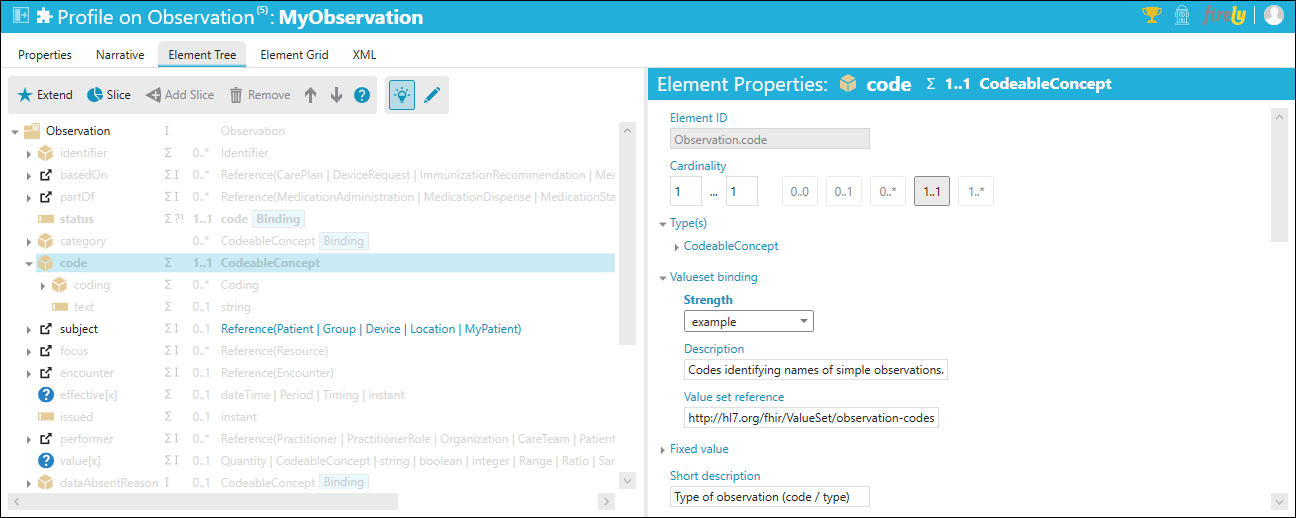 Profile on Observation (5) : MyObservation
firely
Properties Narrative Element Tree Element Grid XML
Extend Slice Add Slice Remove ?
Observation I Observation
identifier Σ 0..* Identifier
basedOn Σ I 0..* Reference(CarePlan | DeviceRequest | ImmunizationRecommendation | Med
partOf Σ I 0..* Reference(MedicationAdministration | MedicationDispense | MedicationSta
status Σ ?! 1..1 code Binding
category 0..* CodeableConcept Binding
code Σ 1..1 CodeableConcept
coding Σ 0..* Coding
text Σ 0..1 string
subject Σ I 0..1 Reference(Patient | Group | Device | Location | MyPatient)
focus Σ I 0..* Reference(Resource)
encounter Σ I 0..1 Reference(Encounter)
? effective[x] Σ 0..1 dateTime | Period | Timing | instant
issued Σ 0..1 instant
performer Σ I 0..* Reference(Practitioner | PractitionerRole | Organization | CareTeam | Patient
? value[x] Σ I 0..1 Quantity | CodeableConcept | string | boolean | integer | Range | Ratio | Sam
dataAbsentReason I 0..1 CodeableConcept Binding
Element Properties: code Σ 1..1 CodeableConcept
Element ID
Observation.code
Cardinality
1 ... 1 0..0 0..1 0..* 1..1 1..*
Type(s)
CodeableConcept
Valueset binding
Strength
example
Description
Codes identifying names of simple observations.
Value set reference
http://hl7.org/fhir/ValueSet/observation-codes
Fixed value
Short description
Type of observation (code / type)